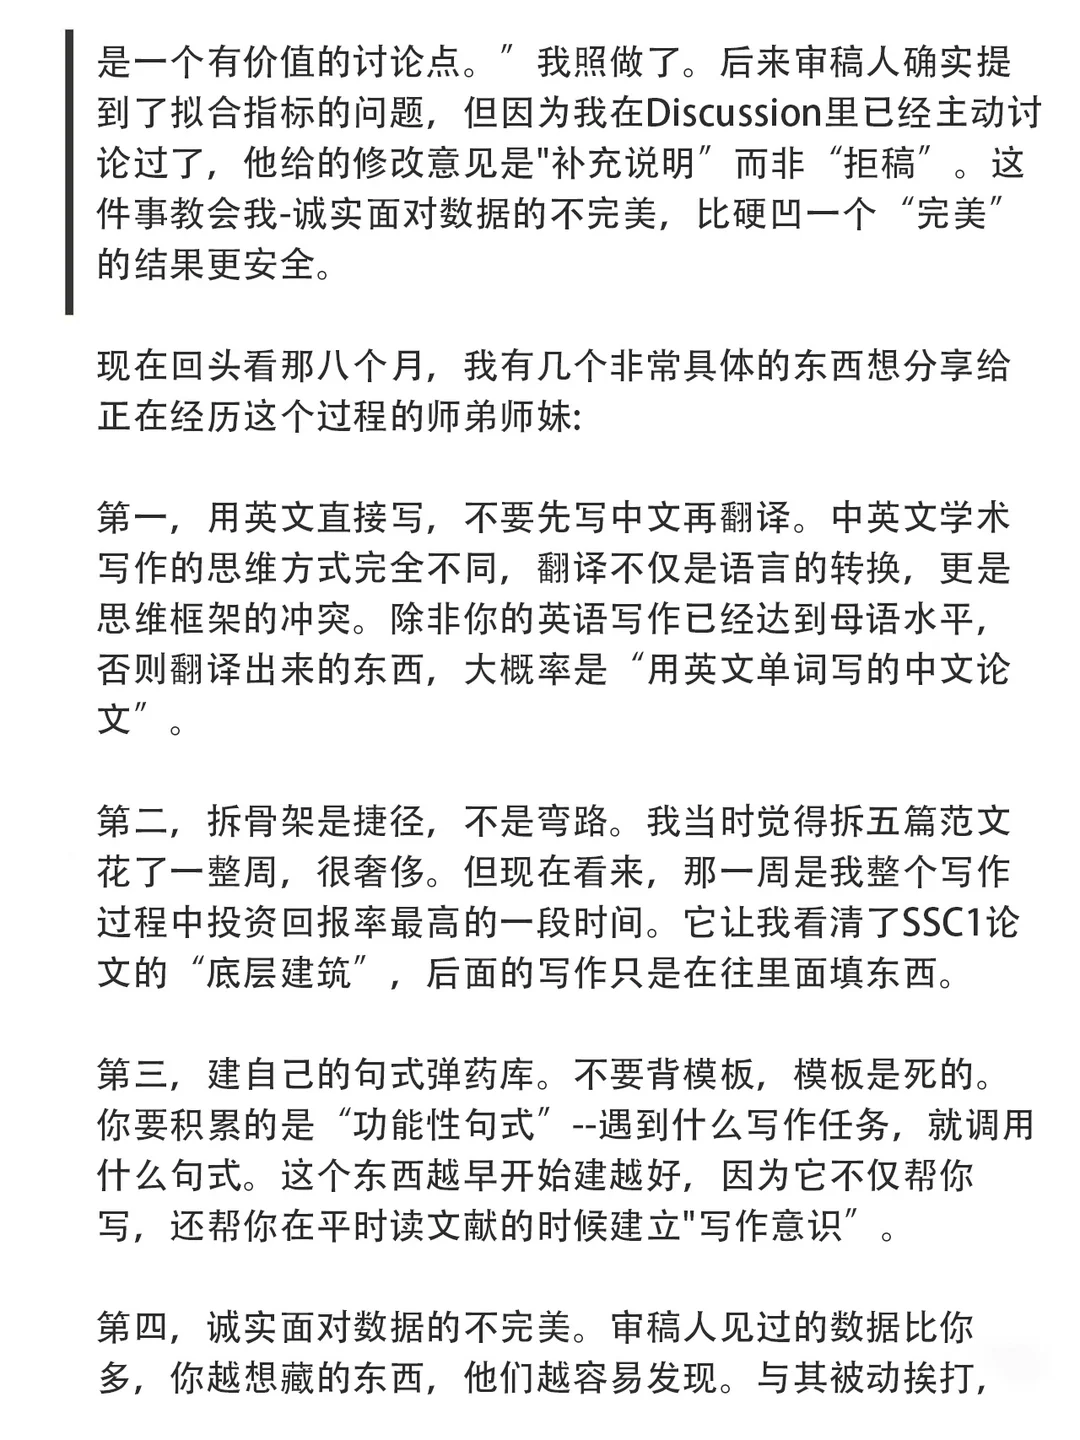 是一个有价值的讨论点。”我照做了。后来审稿人确实提
到了拟合指标的问题，但因为我在Discussion里已经主动讨
论过了，他给的修改意见是"补充说明”而非“拒稿”。这
件事教会我-诚实面对数据的不完美，比硬凹一个“完美”
的结果更安全。
现在回头看那八个月，我有几个非常具体的东西想分享给
正在经历这个过程的师弟师妹:
第一，用英文直接写，不要先写中文再翻译。中英文学术
写作的思维方式完全不同，翻译不仅是语言的转换，更是
思维框架的冲突。除非你的英语写作已经达到母语水平，
否则翻译出来的东西，大概率是“用英文单词写的中文论
文”。
第二，拆骨架是捷径，不是弯路。我当时觉得拆五篇范文
花了一整周，很奢侈。但现在看来，那一周是我整个写作
过程中投资回报率最高的一段时间。它让我看清了SSC1论
文的“底层建筑”，后面的写作只是在往里面填东西。
第三，建自己的句式弹药库。不要背模板，模板是死的。
你要积累的是“功能性句式”--遇到什么写作任务，就调用
什么句式。这个东西越早开始建越好，因为它不仅帮你
写，还帮你在平时读文献的时候建立"写作意识”。
第四，诚实面对数据的不完美。审稿人见过的数据比你
多，你越想藏的东西，他们越容易发现。与其被动挨打，